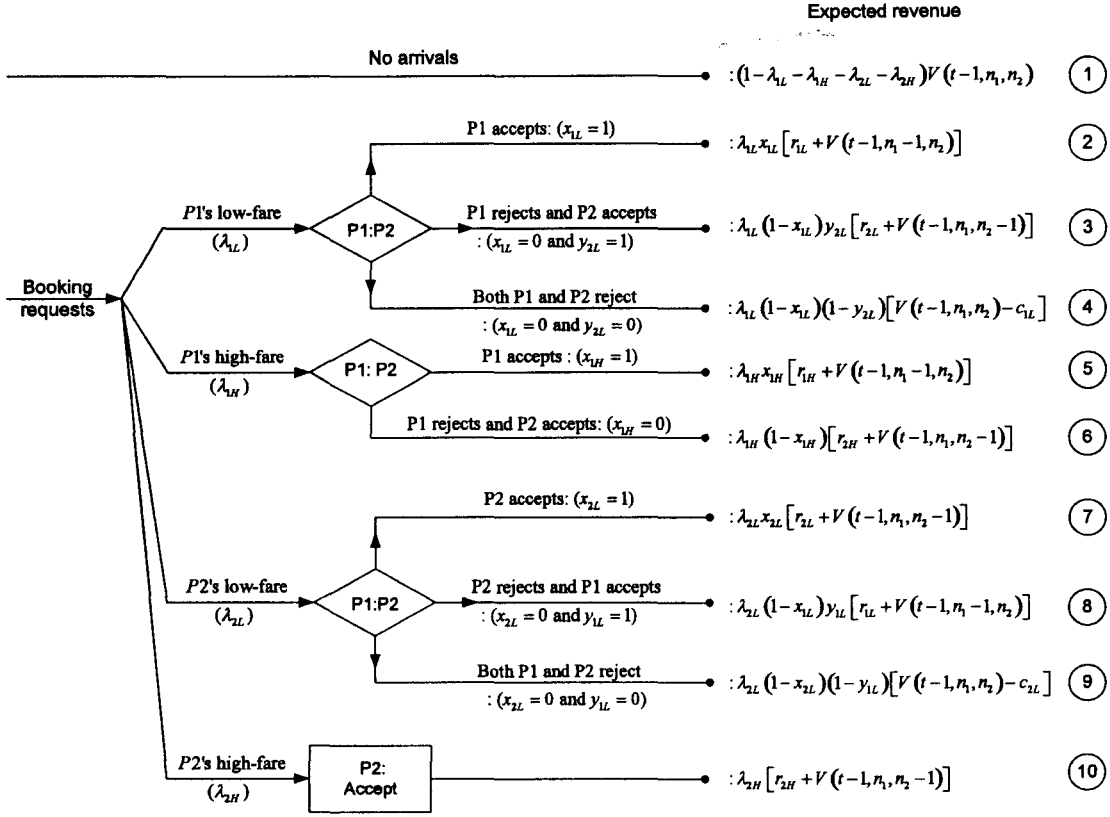 Expected revenue
No arrivals
:(1−λ₁L−λ₁H−λ₂L−λ₂H)V(t−1,n₁,n₂)
1
P1 accepts: (x₁L = 1)
:λ₁L x₁L [r₁L + V(t−1,n₁−1,n₂)]
2
P1's low-fare
(λ₁L)
P1:P2
P1 rejects and P2 accepts
: (x₁L = 0 and y₂L = 1)
:λ₁L (1−x₁L) y₂L [r₂L + V(t−1,n₁,n₂−1)]
3
Booking
requests
Both P1 and P2 reject
: (x₁L = 0 and y₂L = 0)
:λ₁L (1−x₁L)(1−y₂L)[V(t−1,n₁,n₂)−c₁L]
4
P1's high-fare
(λ₁H)
P1: P2
P1 accepts : (x₁H = 1)
:λ₁H x₁H [r₁H + V(t−1,n₁−1,n₂)]
5
P1 rejects and P2 accepts: (x₁H = 0)
:λ₁H (1−x₁H)[r₂H + V(t−1,n₁,n₂−1)]
6
P2 accepts: (x₂L = 1)
:λ₂L x₂L [r₂L + V(t−1,n₁,n₂−1)]
7
P2's low-fare
(λ₂L)
P1:P2
P2 rejects and P1 accepts
: (x₂L = 0 and y₁L = 1)
:λ₂L (1−x₁L) y₁L [r₁L + V(t−1,n₁−1,n₂)]
8
Both P1 and P2 reject
: (x₂L = 0 and y₁L = 0)
:λ₂L (1−x₂L)(1−y₁L)[V(t−1,n₁,n₂)−c₂L]
9
P2's high-fare
(λ₂H)
P2:
Accept
:λ₂H [r₂H + V(t−1,n₁,n₂−1)]
10